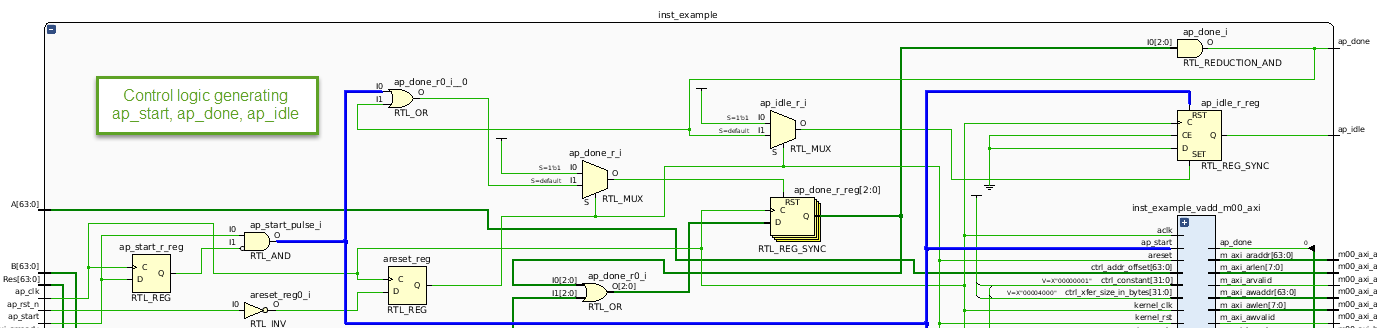 inst_example
ap_done_i
I0[2:0]
O
ap_done
RTL_REDUCTION_AND
Control logic generating
ap_start, ap_done, ap_idle
ap_done_r0_i__0
I0
I1
O
RTL_OR
ap_idle_r_i
S=1'b1
I0
S=default
I1
O
S
RTL_MUX
ap_idle_r_reg
RST
C
CE
Q
D
SET
ap_idle
RTL_REG_SYNC
ap_done_r_i
S=1'b1
I0
S=default
I1
O
S
RTL_MUX
ap_done_r_reg[2:0]
RST
C
Q
D
RTL_REG_SYNC
A[63:0]
inst_example_vadd_m00_axi
ap_start_pulse_i
I0
I1
O
RTL_AND
ap_start_r_reg
C
Q
D
RTL_REG
areset_reg
C
Q
D
RTL_REG
aclk
ap_start
areset
ctrl_addr_offset[63:0]
V=X"00000001"
ctrl_constant[31:0]
V=X"00004000"
ctrl_xfer_size_in_bytes[31:0]
kernel_clk
kernel_rst
ap_done
o
m_axi_araddr[63:0]
m_axi_arlen[7:0]
m_axi_arvalid
m_axi_awaddr[63:0]
m_axi_awlen[7:0]
m_axi_awvalid
m00_axi_a
m00_axi_a
m00_axi_a
m00_axi_a
m00_axi_a
m00_axi_a
B[63:0]
Res[63:0]
ap_clk
ap_rst_n
ap_start
areset_reg0_i
I0
O
RTL_INV
ap_done_r0_i
I0[2:0]
I1[2:0]
O[2:0]
RTL_OR